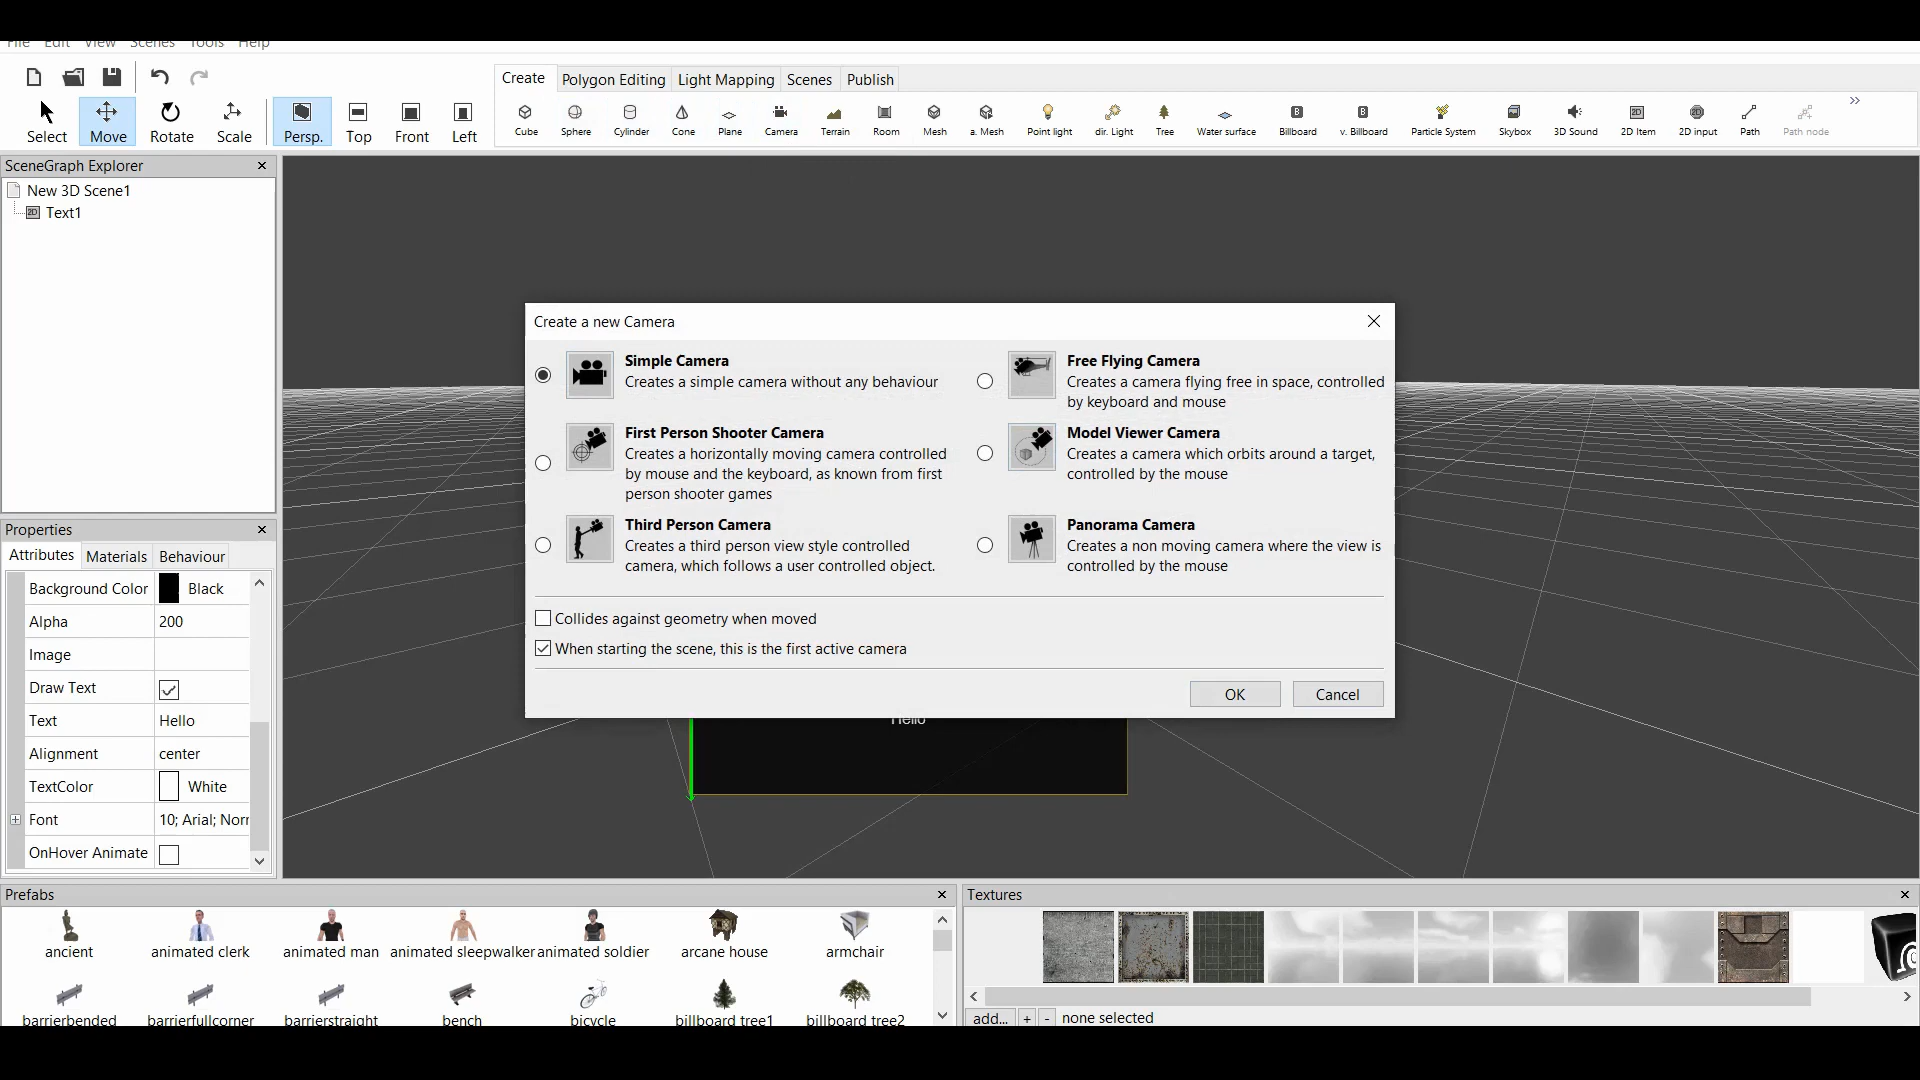 File Edit View Scenes Tools Help
Create Polygon Editing Light Mapping Scenes Publish
Select Move Rotate Scale Persp. Top Front Left
Cube Sphere Cylinder Cone Plane Camera Terrain Room Mesh a. Mesh Point light dir. Light Tree Water surface Billboard v. Billboard Particle System Skybox 3D Sound 2D Item 2D input Path Path node
SceneGraph Explorer
New 3D Scene1
2D Text1
Create a new Camera
Simple Camera
Creates a simple camera without any behaviour
Free Flying Camera
Creates a camera flying free in space, controlled
by keyboard and mouse
First Person Shooter Camera
Creates a horizontally moving camera controlled
by mouse and the keyboard, as known from first
person shooter games
Model Viewer Camera
Creates a camera which orbits around a target,
controlled by the mouse
Third Person Camera
Creates a third person view style controlled
camera, which follows a user controlled object.
Panorama Camera
Creates a non moving camera where the view is
controlled by the mouse
Collides against geometry when moved
When starting the scene, this is the first active camera
OK Cancel
Hello
Properties
Attributes Materials Behaviour
Background Color Black
Alpha 200
Image
Draw Text
Text Hello
Alignment center
TextColor White
Font 10; Arial; Norr
OnHover Animate
Prefabs
ancient animated clerk animated man animated sleepwalker animated soldier arcane house armchair
barrierbended barrierfullcorner barrierstraight bench bicycle billboard tree1 billboard tree2
Textures
add... + - none selected